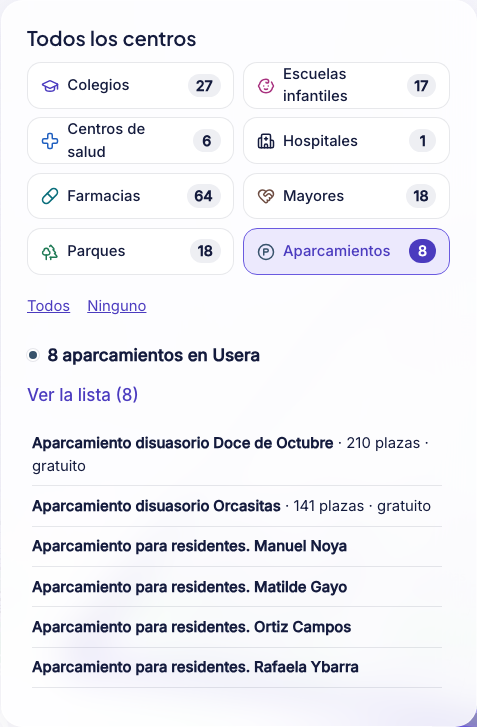 Todos los centros
Colegios 27
Escuelas
infantiles 17
Centros de
salud 6
Hospitales 1
Farmacias 64
Mayores 18
Parques 18
Aparcamientos 8
Todos Ninguno
8 aparcamientos en Usera
Ver la lista (8)
Aparcamiento disuasorio Doce de Octubre · 210 plazas ·
gratuito
Aparcamiento disuasorio Orcasitas · 141 plazas · gratuito
Aparcamiento para residentes. Manuel Noya
Aparcamiento para residentes. Matilde Gayo
Aparcamiento para residentes. Ortiz Campos
Aparcamiento para residentes. Rafaela Ybarra